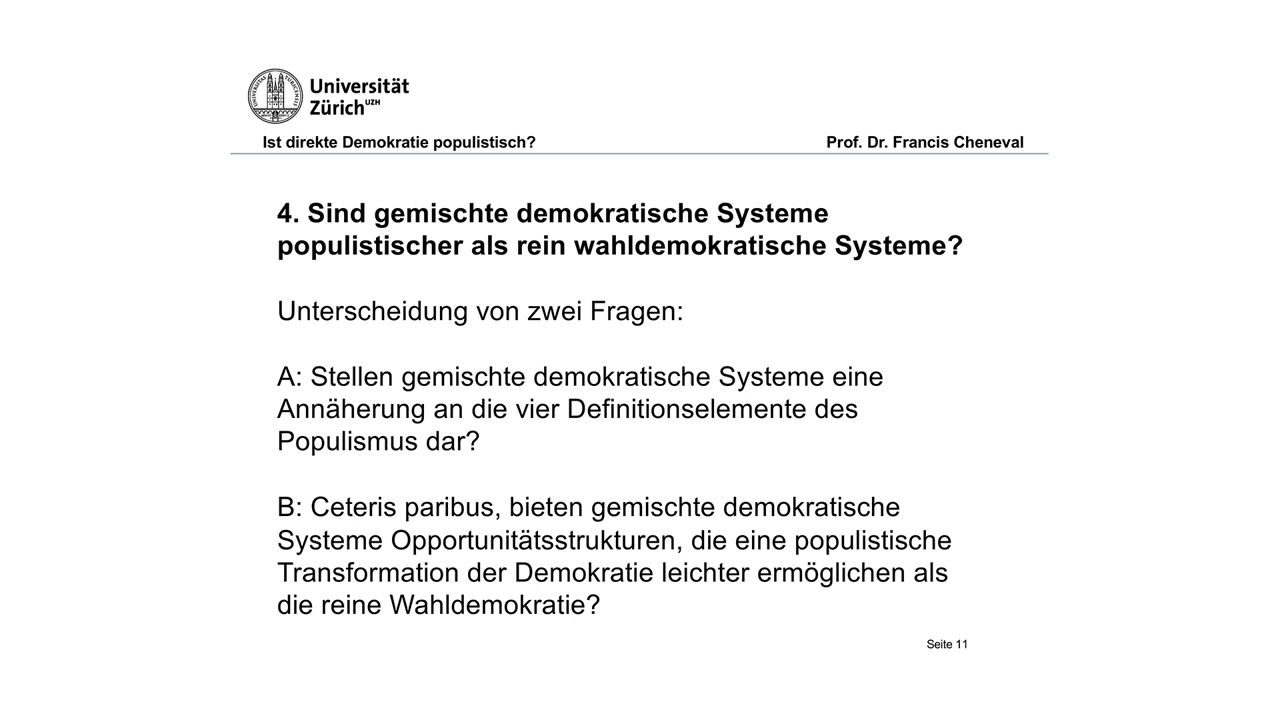 Universität
Zürich UZH
Ist direkte Demokratie populistisch? Prof. Dr. Francis Cheneval
4. Sind gemischte demokratische Systeme
populistischer als rein wahldemokratische Systeme?
Unterscheidung von zwei Fragen:
A: Stellen gemischte demokratische Systeme eine
Annäherung an die vier Definitionselemente des
Populismus dar?
B: Ceteris paribus, bieten gemischte demokratische
Systeme Opportunitätsstrukturen, die eine populistische
Transformation der Demokratie leichter ermöglichen als
die reine Wahldemokratie?
Seite 11